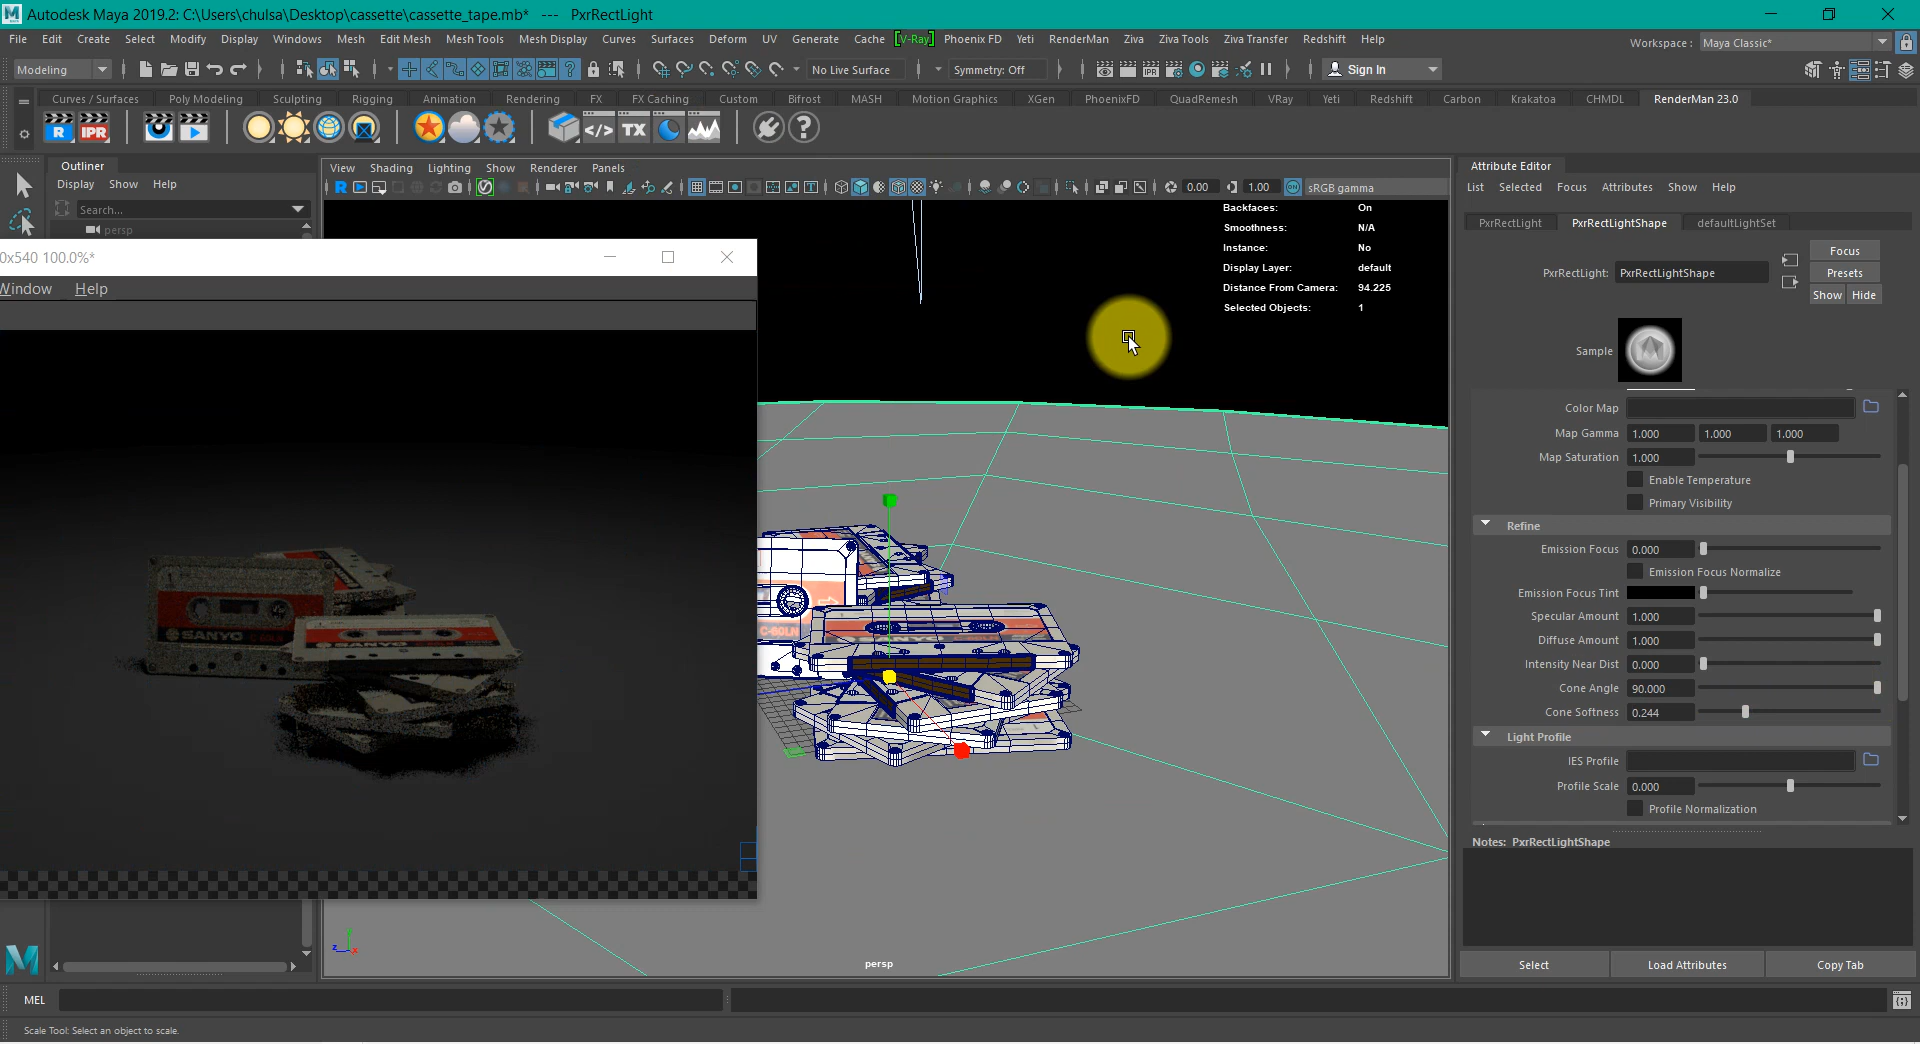 Autodesk Maya 2019.2: C:\Users\chulsa\Desktop\cassette\cassette_tape.mb* --- PxrRectLight
File Edit Create Select Modify Display Windows Mesh Edit Mesh Mesh Tools Mesh Display Curves Surfaces Deform UV Generate Cache [V-Ray] Phoenix FD Yeti RenderMan Ziva Ziva Tools Ziva Transfer Redshift Help Workspace : Maya Classic*
Modeling No Live Surface Symmetry: Off Sign In
Curves / Surfaces Poly Modeling Sculpting Rigging Animation Rendering FX FX Caching Custom Bifrost MASH Motion Graphics XGen PhoenixFD QuadRemesh VRay Yeti Redshift Carbon Krakatoa CHMDL RenderMan 23.0
R IPR </> TX ?
Outliner
Display Show Help
Search...
persp
View Shading Lighting Show Renderer Panels
0.00 1.00 sRGB gamma
Backfaces: On
Smoothness: N/A
Instance: No
Display Layer: default
Distance From Camera: 94.225
Selected Objects: 1
0x540 100.0%*
Window Help
SANYO
SANYO
C-60LN
persp
Attribute Editor
List Selected Focus Attributes Show Help
PxrRectLight PxrRectLightShape defaultLightSet
PxrRectLight: PxrRectLightShape
Focus
Presets
Show Hide
Sample
Color Map
Map Gamma 1.000 1.000 1.000
Map Saturation 1.000
Enable Temperature
Primary Visibility
Refine
Emission Focus 0.000
Emission Focus Normalize
Emission Focus Tint
Specular Amount 1.000
Diffuse Amount 1.000
Intensity Near Dist 0.000
Cone Angle 90.000
Cone Softness 0.244
Light Profile
IES Profile
Profile Scale 0.000
Profile Normalization
Notes: PxrRectLightShape
Select Load Attributes Copy Tab
MEL
Scale Tool: Select an object to scale.